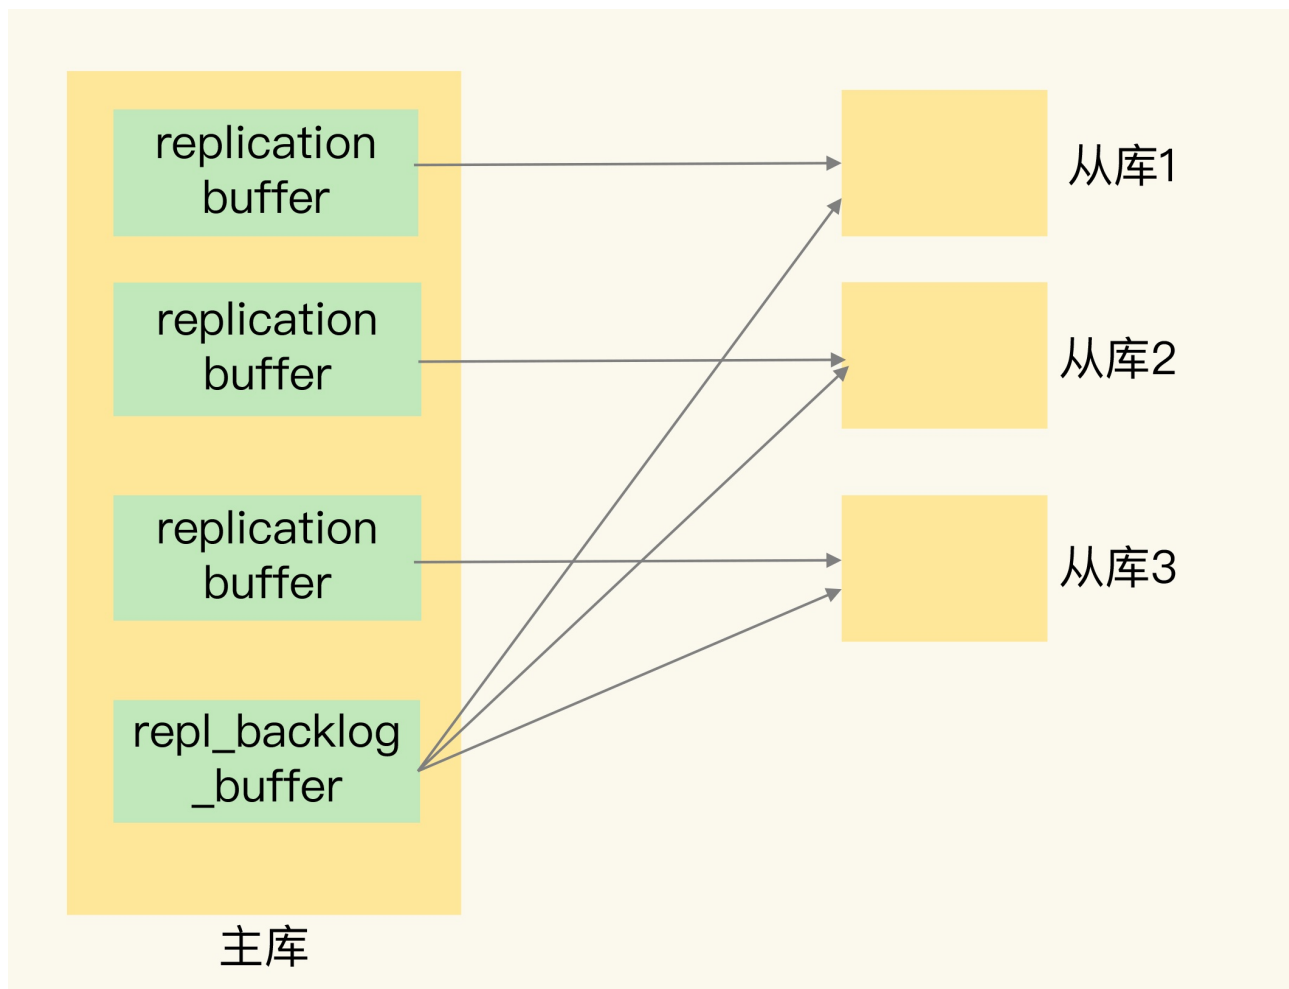 replication
buffer
从库1
replication
buffer
从库2
replication
buffer
从库3
repl_backlog
_buffer
主库